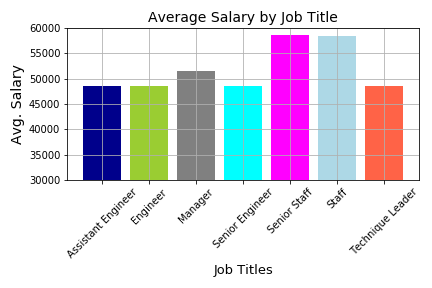 Average Salary by Job Title
Avg. Salary
60000
55000
50000
45000
40000
35000
30000
Assistant Engineer
Engineer
Manager
Senior Engineer
Senior Staff
Staff
Technique Leader
Job Titles